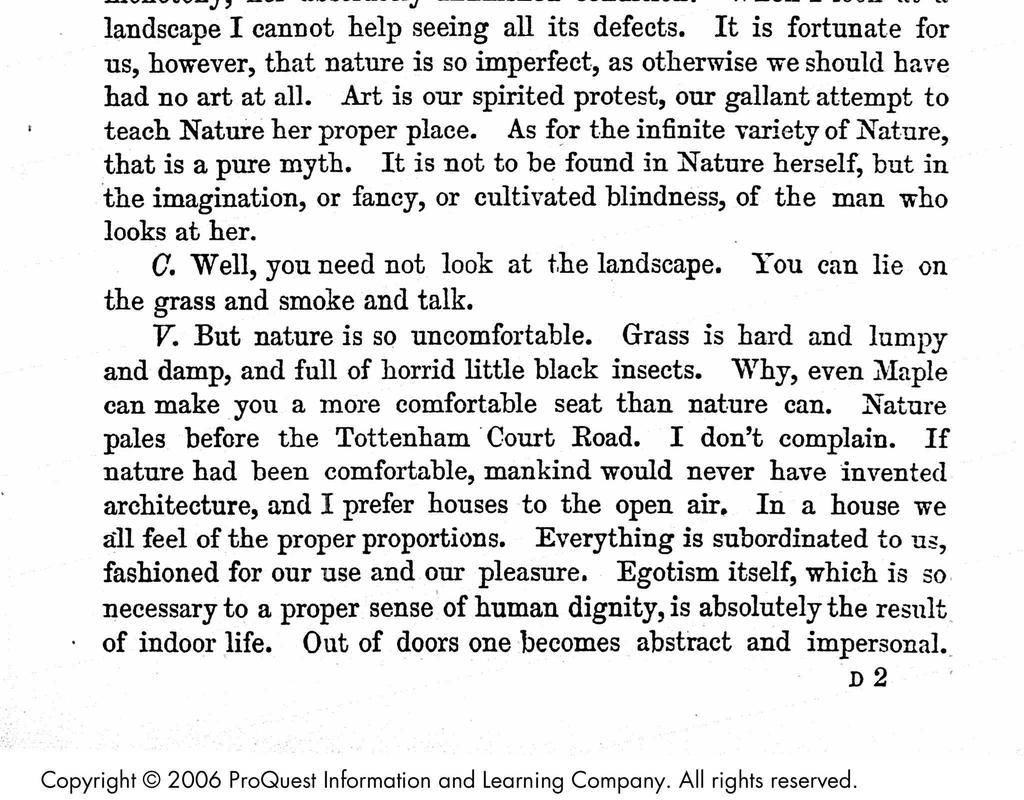 landscape I cannot help seeing all its defects. It is fortunate for
us, however, that nature is so imperfect, as otherwise we should have
had no art at all. Art is our spirited protest, our gallant attempt to
teach Nature her proper place. As for the infinite variety of Nature,
that is a pure myth. It is not to be found in Nature herself, but in
the imagination, or fancy, or cultivated blindness, of the man who
looks at her.
C. Well, you need not look at the landscape. You can lie on
the grass and smoke and talk.
V. But nature is so uncomfortable. Grass is hard and lumpy
and damp, and full of horrid little black insects. Why, even Maple
can make you a more comfortable seat than nature can. Nature
pales before the Tottenham Court Road. I don't complain. If
nature had been comfortable, mankind would never have invented
architecture, and I prefer houses to the open air. In a house we
all feel of the proper proportions. Everything is subordinated to us,
fashioned for our use and our pleasure. Egotism itself, which is so
necessary to a proper sense of human dignity, is absolutely the result
of indoor life. Out of doors one becomes abstract and impersonal.
D 2
Copyright © 2006 ProQuest Information and Learning Company. All rights reserved.